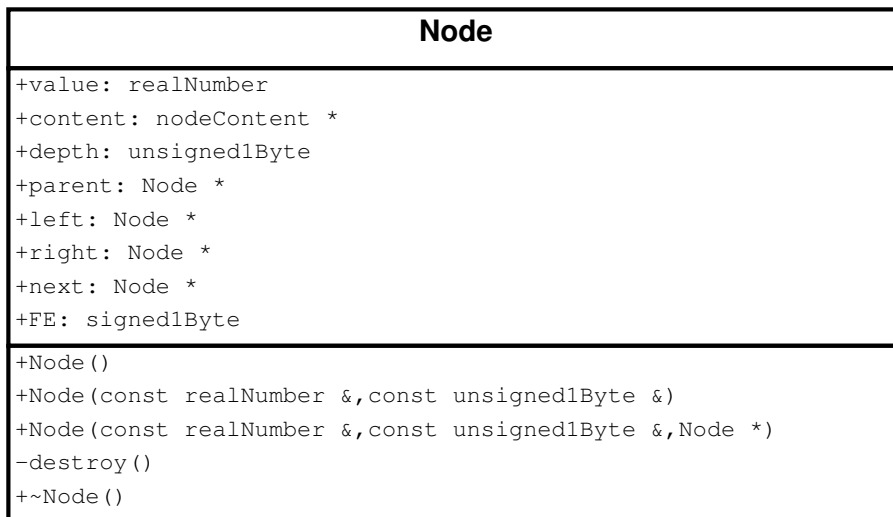 Node
+value: realNumber
+content: nodeContent *
+depth: unsigned1Byte
+parent: Node *
+left: Node *
+right: Node *
+next: Node *
+FE: signed1Byte
+Node()
+Node(const realNumber &,const unsigned1Byte &)
+Node(const realNumber &,const unsigned1Byte &,Node *)
-destroy()
+~Node()